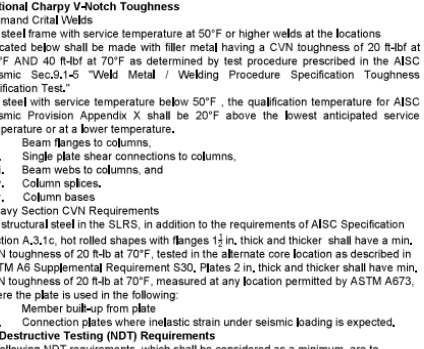 tional Charpy V-Notch Toughness
mand Crital Welds
steel frame with service temperature at 50°F or higher welds at the locations
cated below shall be made with filler metal having a CVN toughness of 20 ft-lbf at
°F AND 40 ft-lbf at 70°F as determined by test procedure prescribed in the AISC
smic Sec.9.1-5 "Weld Metal / Welding Procedure Specification Toughness
ification Test."
steel with service temperature below 50°F , the qualification temperature for AISC
smic Provision Appendix X shall be 20°F above the lowest anticipated service
perature or at a lower temperature.
Beam flanges to columns,
Single plate shear connections to columns,
Beam webs to columns, and
Column splices.
Column bases
avy Section CVN Requirements
structural steel in the SLRS, in addition to the requirements of AISC Specification
tion A.3.1c, hot rolled shapes with flanges 1½ in. thick and thicker shall have a min.
N toughness of 20 ft-lb at 70°F, tested in the alternate core location as described in
TM A6 Supplemental Requirement S30. Plates 2 in. thick and thicker shall have min.
N toughness of 20 ft-lb at 70°F, measured at any location permitted by ASTM A673,
ere the plate is used in the following:
Member built-up from plate
Connection plates where inelastic strain under seismic loading is expected.
Destructive Testing (NDT) Requirements
ollowing NDT requirements, which shall be considered as a minimum, are to